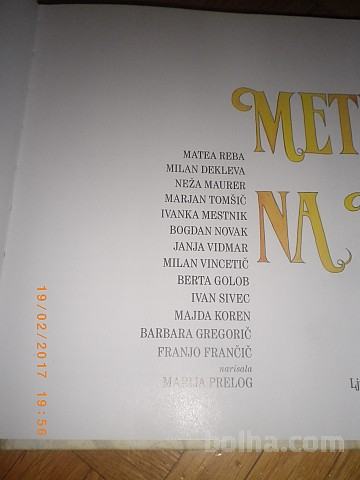 MET
NA
MATEA REBA
MILAN DEKLEVA
NEŽA MAURER
MARJAN TOMŠIČ
IVANKA MESTNIK
BOGDAN NOVAK
JANJA VIDMAR
MILAN VINCETIČ
BERTA GOLOB
IVAN SIVEC
MAJDA KOREN
BARBARA GREGORIČ
FRANJO FRANČIČ
narisala
MARIJA PRELOG
Lj
19/02/2017 19:56
bolha.com